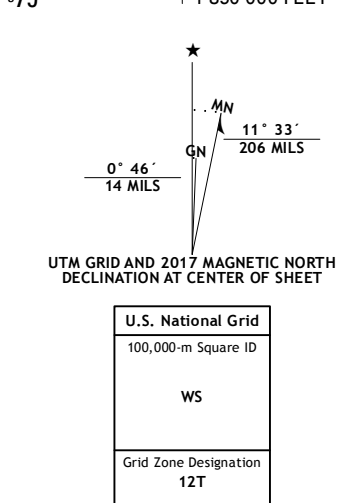 MN
GN
11° 33´
206 MILS
0° 46´
14 MILS
UTM GRID AND 2017 MAGNETIC NORTH
DECLINATION AT CENTER OF SHEET
U.S. National Grid
100,000-m Square ID
WS
Grid Zone Designation
12T